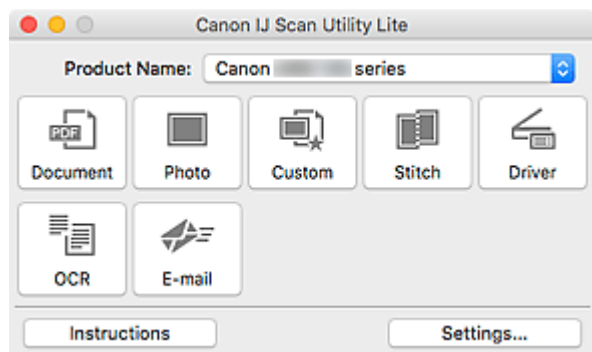 Canon IJ Scan Utility Lite
Product Name: Canon series
PDF
Document Photo Custom Stitch Driver
OCR E-mail
Instructions Settings...